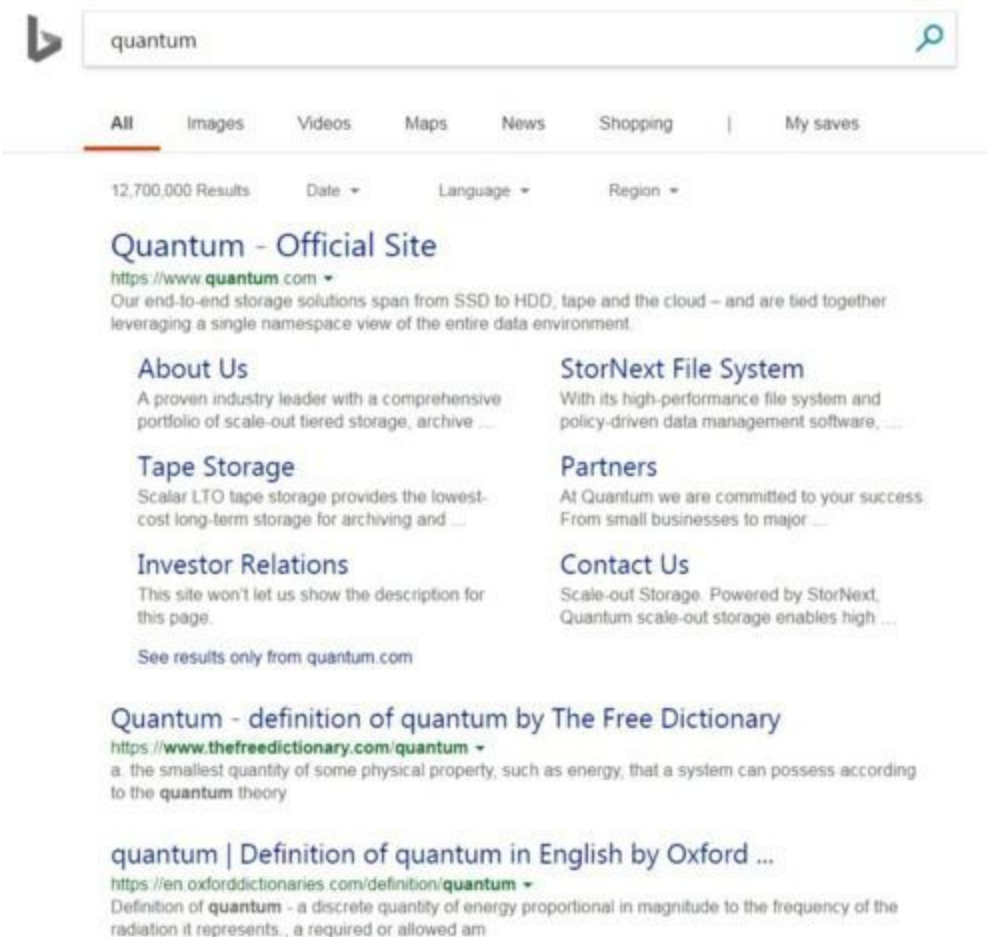 quantum
All Images Videos Maps News Shopping | My saves
12,700,000 Results Date Language Region
Quantum - Official Site
https://www.quantum.com
Our end-to-end storage solutions span from SSD to HDD, tape and the cloud – and are tied together
leveraging a single namespace view of the entire data environment.
About Us
A proven industry leader with a comprehensive
portfolio of scale-out tiered storage, archive ...
StorNext File System
With its high-performance file system and
policy-driven data management software, ...
Tape Storage
Scalar LTO tape storage provides the lowest-
cost long-term storage for archiving and ...
Partners
At Quantum we are committed to your success.
From small businesses to major ...
Investor Relations
This site won't let us show the description for
this page.
Contact Us
Scale-out Storage. Powered by StorNext,
Quantum scale-out storage enables high ...
See results only from quantum.com
Quantum - definition of quantum by The Free Dictionary
https://www.thefreedictionary.com/quantum
a. the smallest quantity of some physical property, such as energy, that a system can possess according
to the quantum theory
quantum | Definition of quantum in English by Oxford ...
https://en.oxforddictionaries.com/definition/quantum
Definition of quantum - a discrete quantity of energy proportional in magnitude to the frequency of the
radiation it represents., a required or allowed am